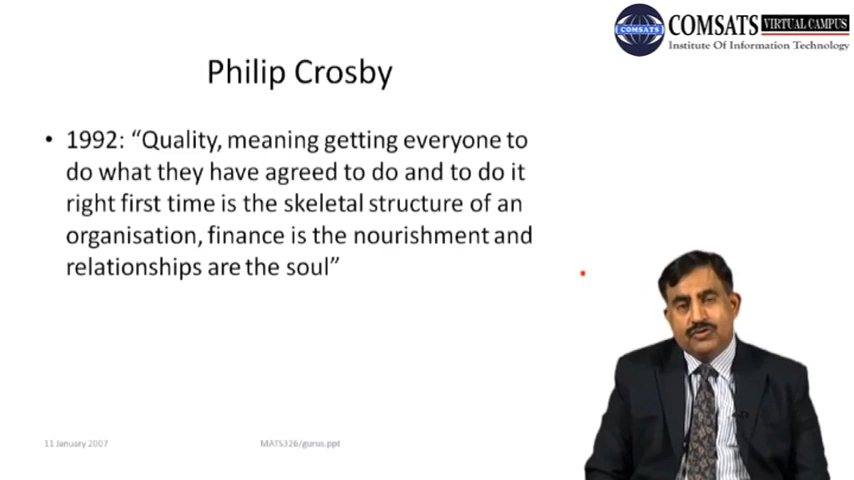 COMSATS VIRTUAL CAMPUS
COMSATS
Institute Of Information Technology
Philip Crosby
• 1992: “Quality, meaning getting everyone to
do what they have agreed to do and to do it
right first time is the skeletal structure of an
organisation, finance is the nourishment and
relationships are the soul”
11 January 2007
MATS326/gurus.ppt